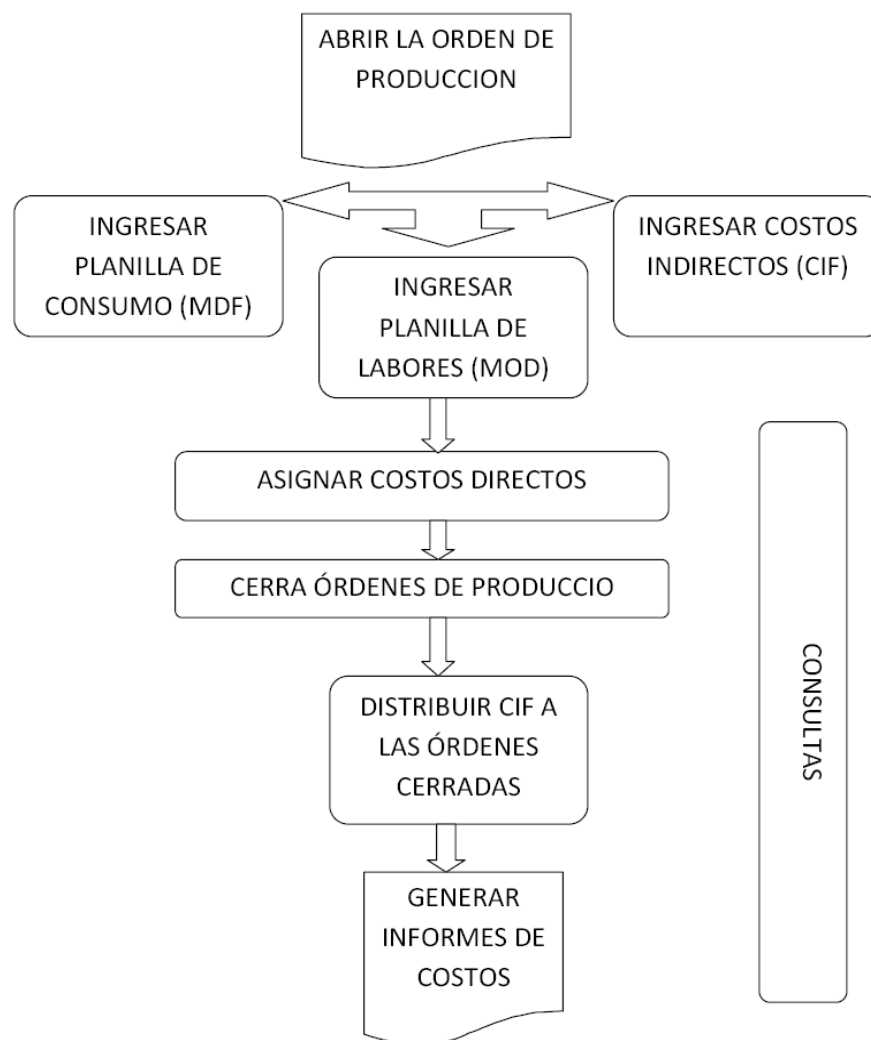 ABRIR LA ORDEN DE
PRODUCCION
INGRESAR
PLANILLA DE
CONSUMO (MDF)
INGRESAR
PLANILLA DE
LABORES (MOD)
INGRESAR COSTOS
INDIRECTOS (CIF)
ASIGNAR COSTOS DIRECTOS
CERRA ÓRDENES DE PRODUCCIO
DISTRIBUIR CIF A
LAS ÓRDENES
CERRADAS
GENERAR
INFORMES DE
COSTOS
CONSULTAS